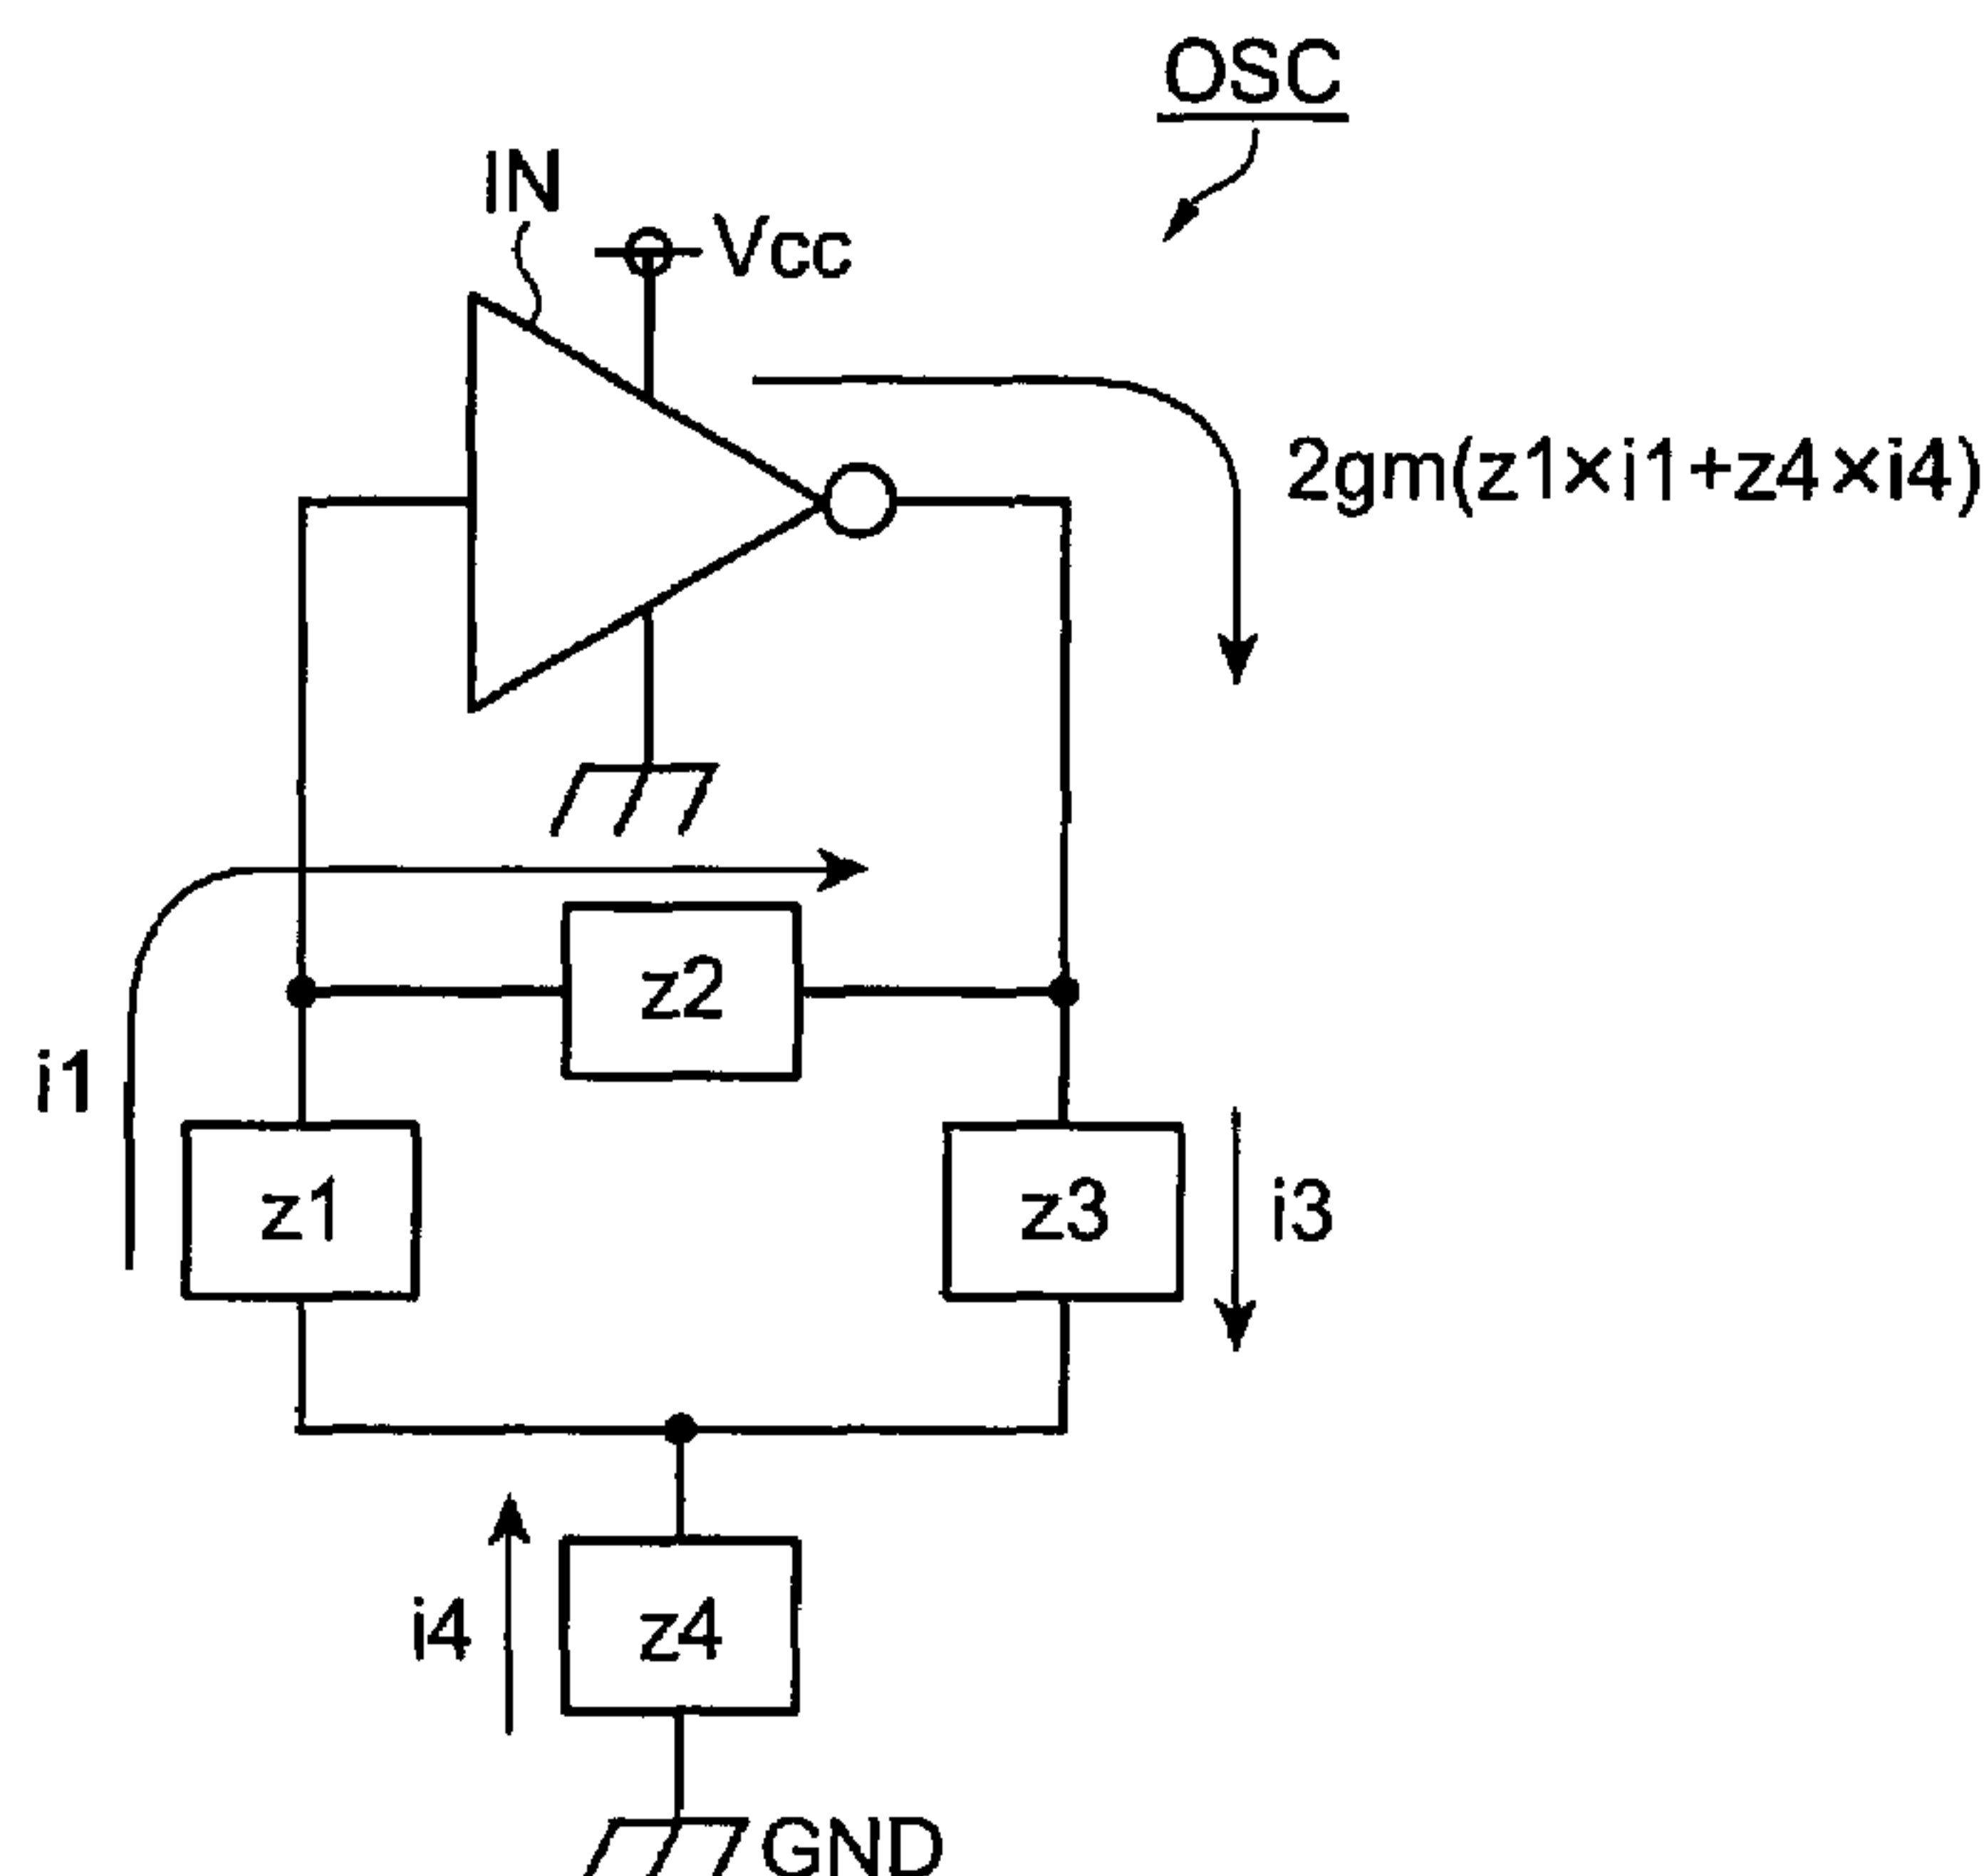 OSC
IN
Vcc
2gm(z1×i1+z4×i4)
z2
i1
z1
z3
i3
i4
z4
GND